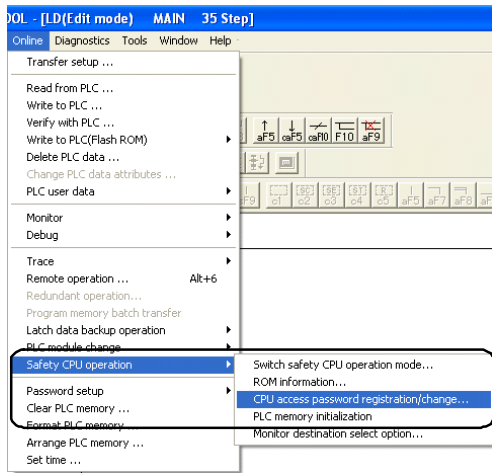 OOL - [LD(Edit mode) MAIN 35 Step]
Online Diagnostics Tools Window Help
Transfer setup ...
Read from PLC ...
Write to PLC ...
Verify with PLC ...
Write to PLC(Flash ROM)
Delete PLC data ...
Change PLC data attributes ...
PLC user data
Monitor
Debug
Trace
Remote operation ... Alt+6
Redundant operation...
Program memory batch transfer
Latch data backup operation
PLC module change
Safety CPU operation
Password setup
Clear PLC memory ...
Format PLC memory ...
Arrange PLC memory ...
Set time ...
aF5 caF5 caF10 F10 aF9
cF9 c1 c2 c3 c4 c5 aF5 aF7 aF8 aF
Switch safety CPU operation mode...
ROM information...
CPU access password registration/change...
PLC memory initialization
Monitor destination select option...